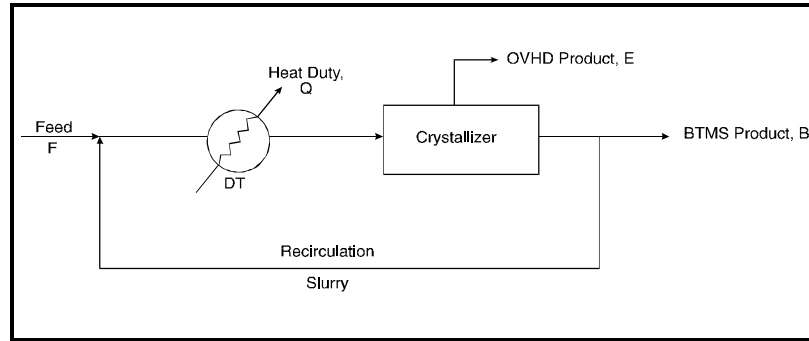 OVHD Product, E
Heat Duty,
Q
Feed
F
Crystallizer
BTMS Product, B
DT
Recirculation
Slurry